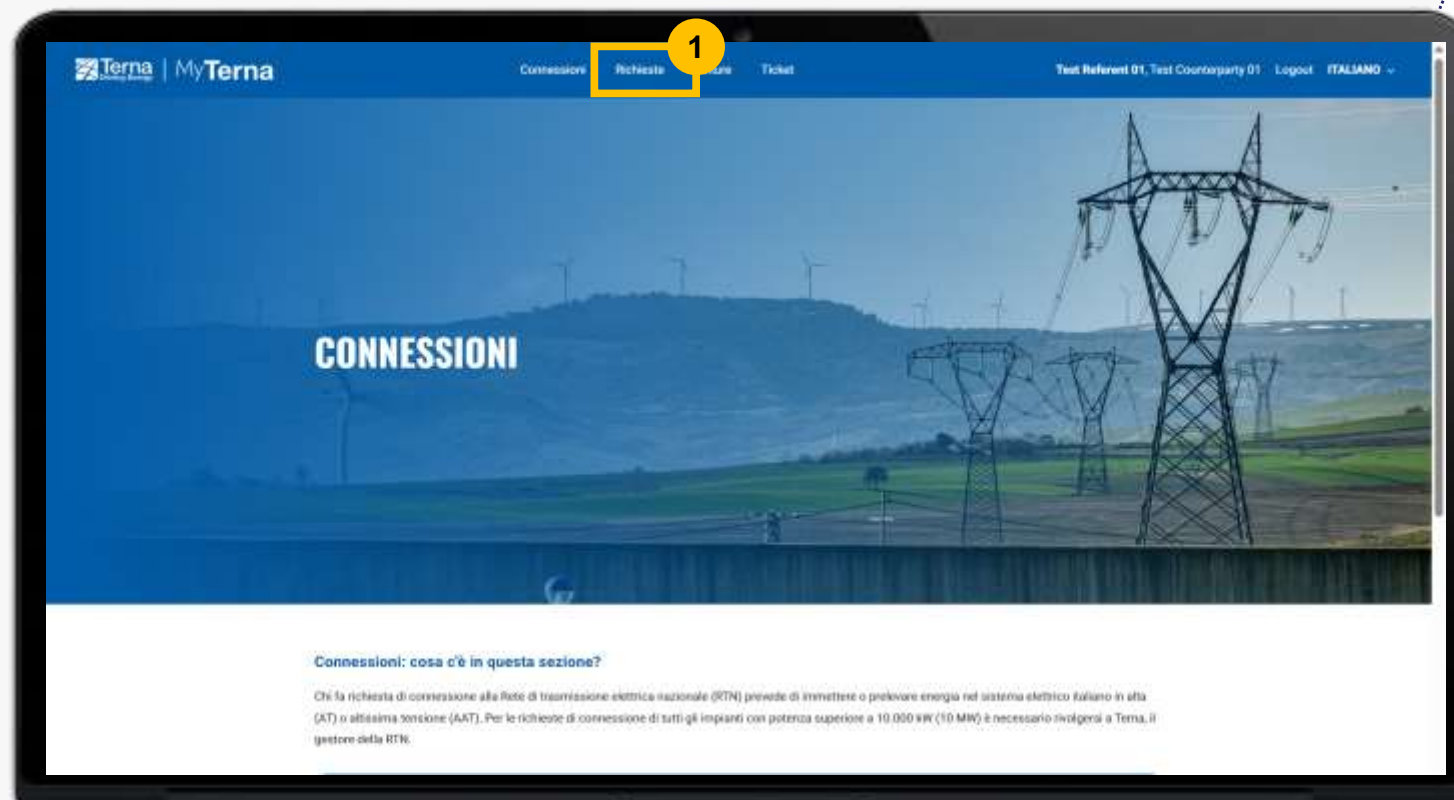 1
Terna | MyTerna Connessioni Richieste Ticket Test Referent 01, Test Counterparty 01 Logout ITALIANO
Driving Energy
CONNESSIONI
Connessioni: cosa c'è in questa sezione?
Chi fa richiesta di connessione alla Rete di trasmissione elettrica nazionale (RTN) prevede di immettere o prelevare energia nel sistema elettrico italiano in alta
(AT) o altissima tensione (AAT). Per le richieste di connessione di tutti gli impianti con potenza superiore a 10.000 kW (10 MW) è necessario rivolgersi a Terna, il
gestore della RTN.